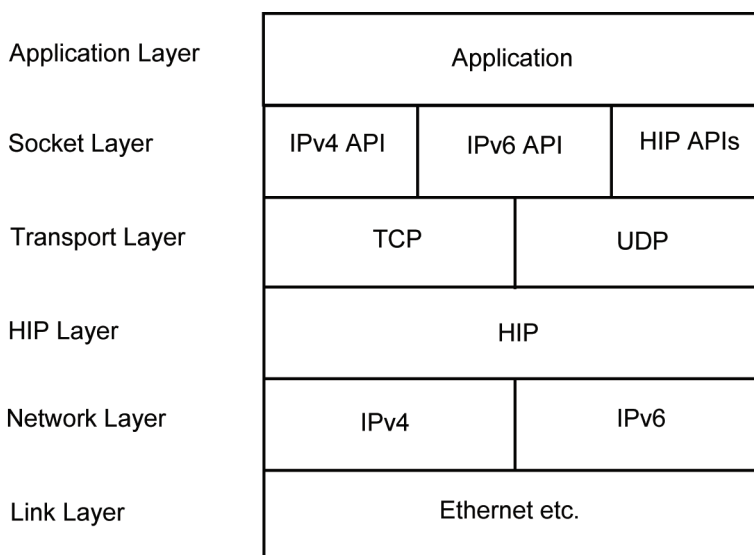 Application Layer
Application
Socket Layer
IPv4 API
IPv6 API
HIP APIs
Transport Layer
TCP
UDP
HIP Layer
HIP
Network Layer
IPv4
IPv6
Link Layer
Ethernet etc.